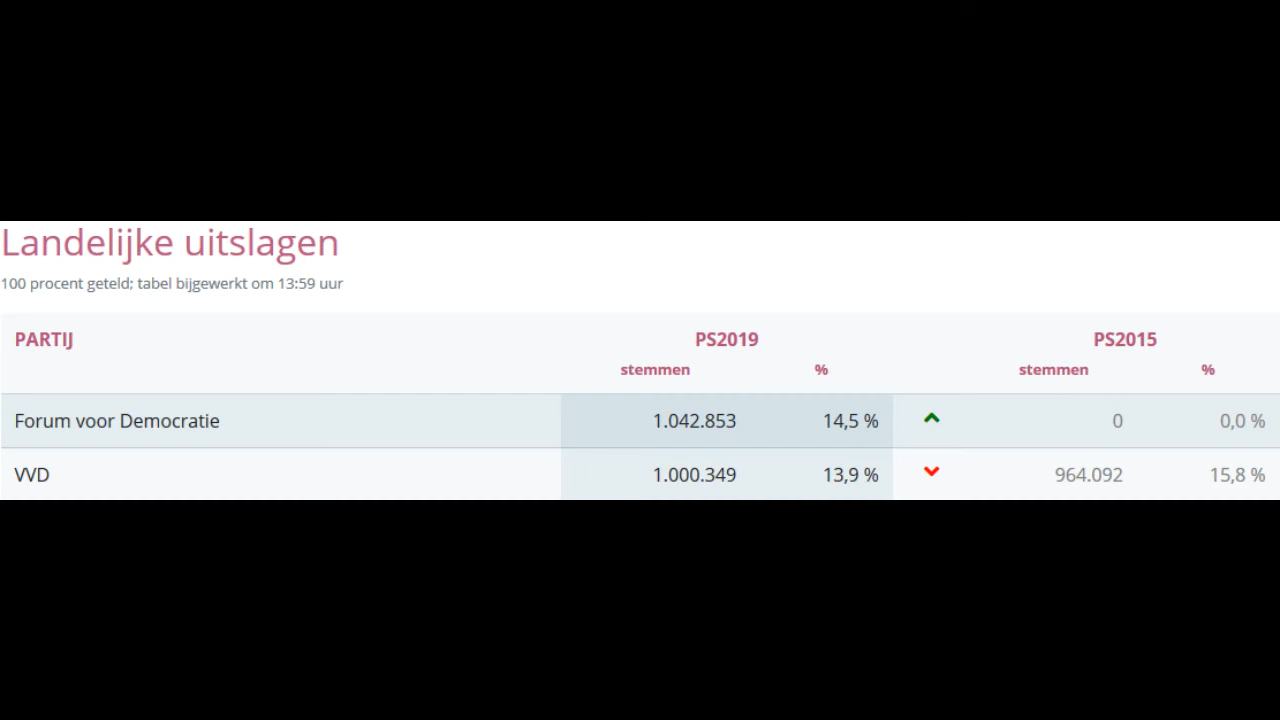 Landelijke uitslagen
100 procent geteld; tabel bijgewerkt om 13:59 uur
PARTIJ PS2019 PS2015
stemmen % stemmen %
Forum voor Democratie 1.042.853 14,5 % 0 0,0 %
VVD 1.000.349 13,9 % 964.092 15,8 %